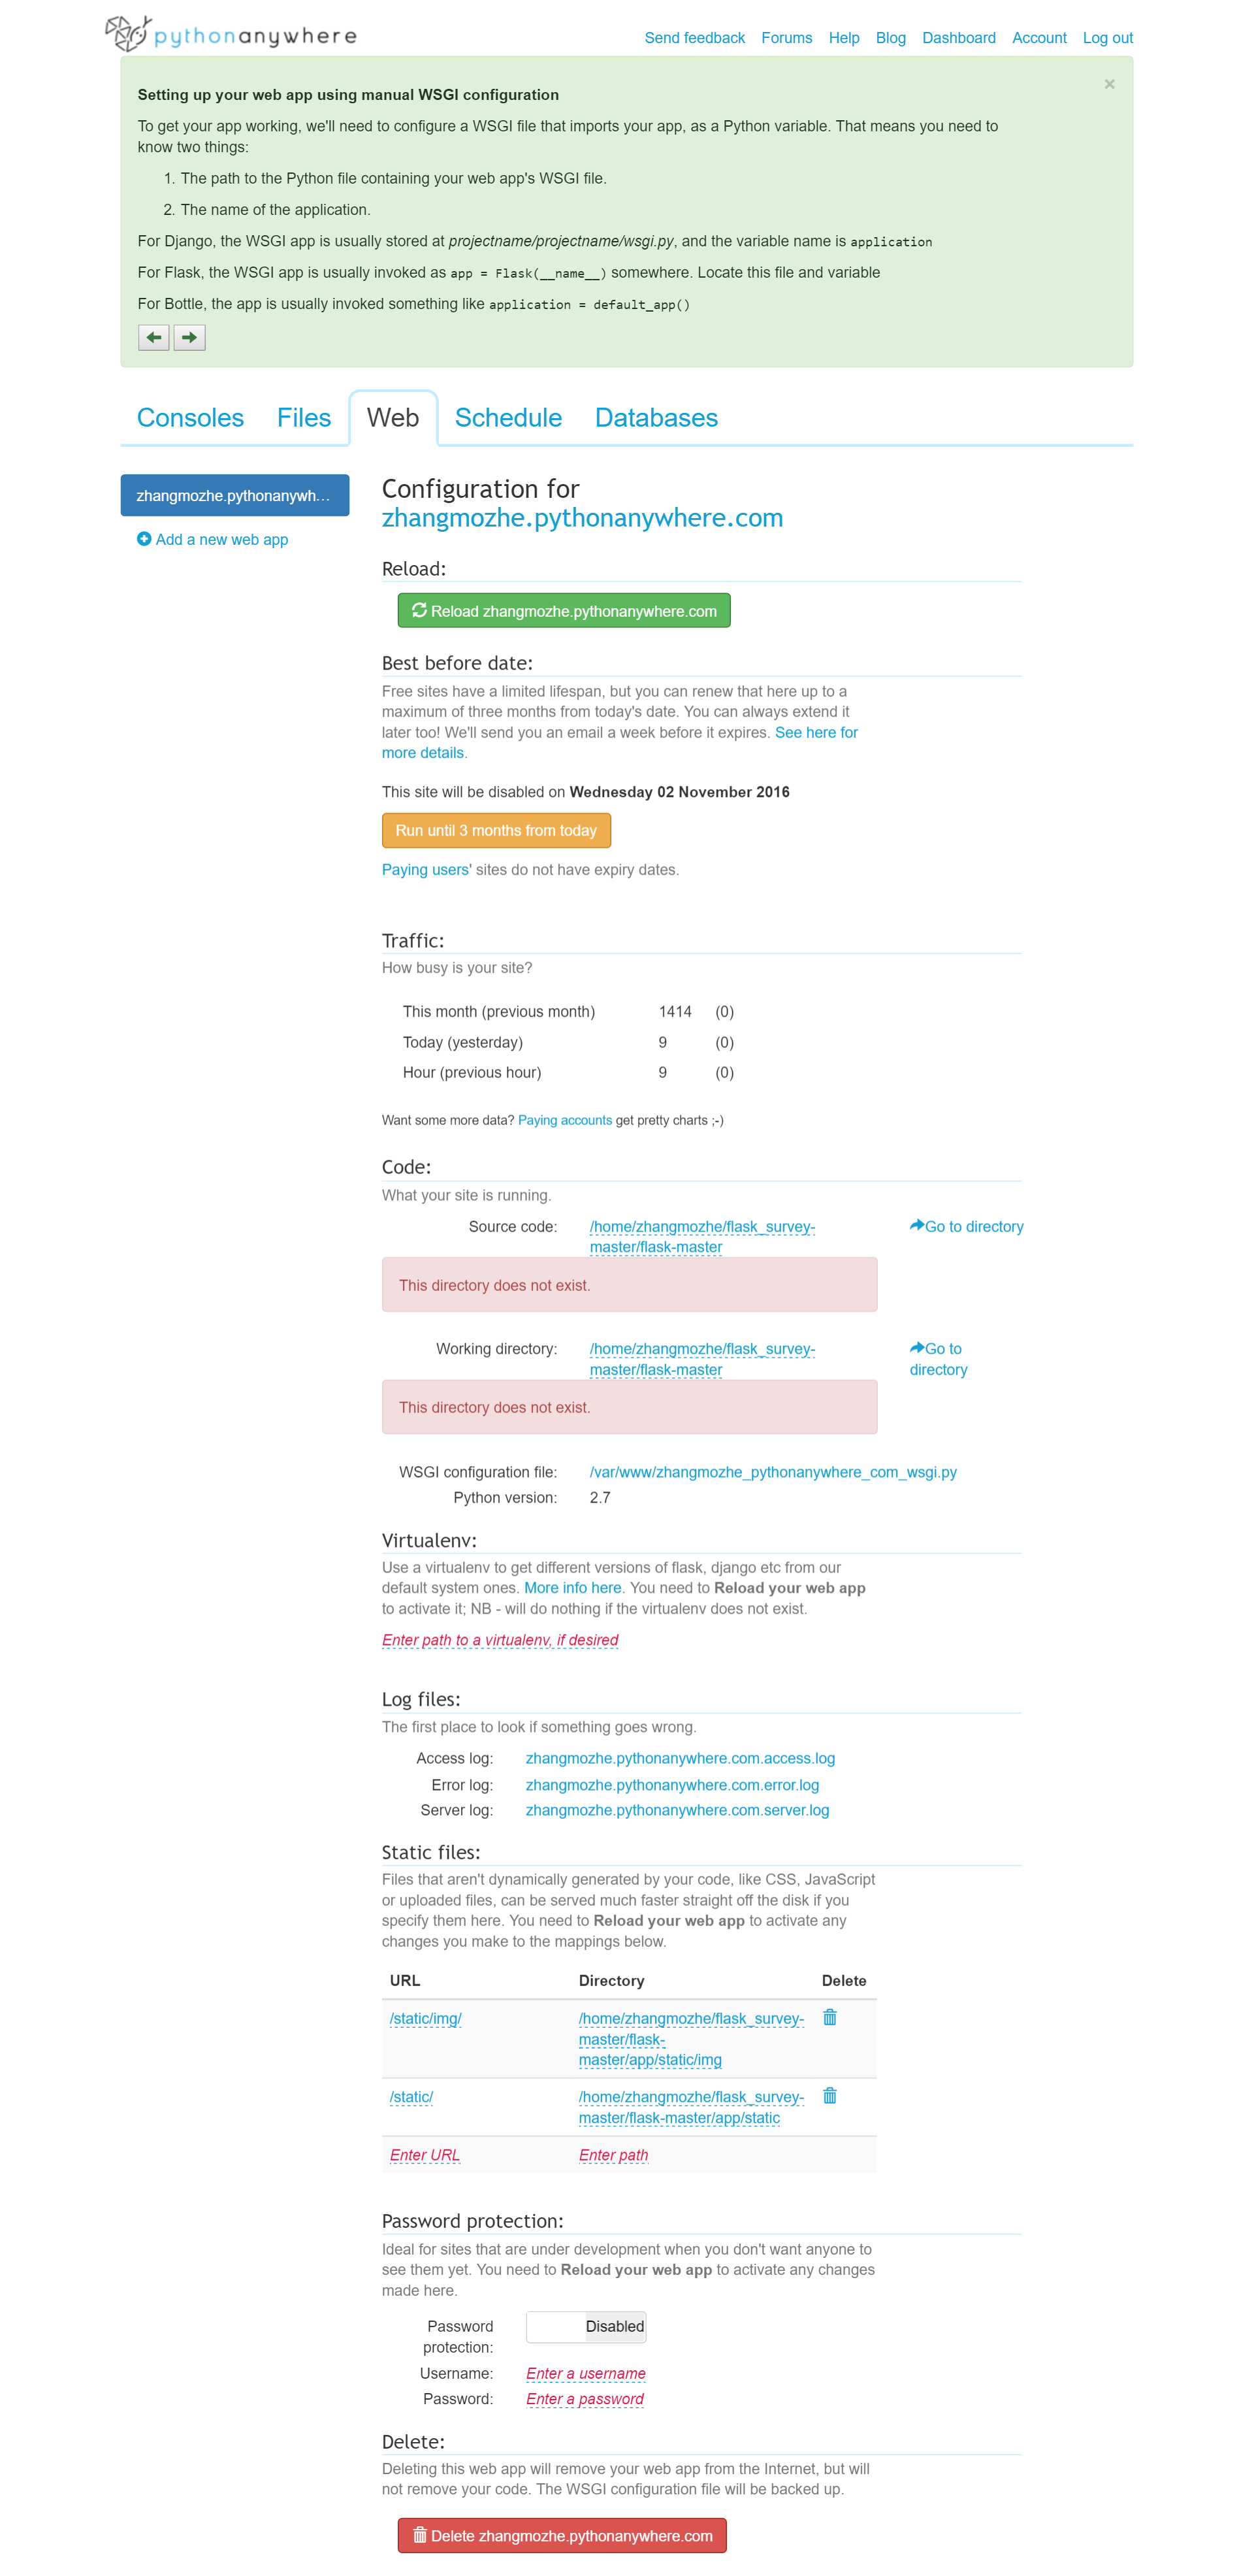 pythonanywhere
Send feedback Forums Help Blog Dashboard Account Log out
×
Setting up your web app using manual WSGI configuration
To get your app working, we'll need to configure a WSGI file that imports your app, as a Python variable. That means you need to
know two things:
1. The path to the Python file containing your web app's WSGI file.
2. The name of the application.
For Django, the WSGI app is usually stored at projectname/projectname/wsgi.py, and the variable name is application
For Flask, the WSGI app is usually invoked as app = Flask(__name__) somewhere. Locate this file and variable
For Bottle, the app is usually invoked something like application = default_app()
Consoles Files Web Schedule Databases
zhangmozhe.pythonanywh...
Add a new web app
Configuration for
zhangmozhe.pythonanywhere.com
Reload:
Reload zhangmozhe.pythonanywhere.com
Best before date:
Free sites have a limited lifespan, but you can renew that here up to a
maximum of three months from today's date. You can always extend it
later too! We'll send you an email a week before it expires. See here for
more details.
This site will be disabled on Wednesday 02 November 2016
Run until 3 months from today
Paying users' sites do not have expiry dates.
Traffic:
How busy is your site?
This month (previous month) 1414 (0)
Today (yesterday) 9 (0)
Hour (previous hour) 9 (0)
Want some more data? Paying accounts get pretty charts ;-)
Code:
What your site is running.
Source code: /home/zhangmozhe/flask_survey- Go to directory
master/flask-master
This directory does not exist.
Working directory: /home/zhangmozhe/flask_survey- Go to
master/flask-master directory
This directory does not exist.
WSGI configuration file: /var/www/zhangmozhe_pythonanywhere_com_wsgi.py
Python version: 2.7
Virtualenv:
Use a virtualenv to get different versions of flask, django etc from our
default system ones. More info here. You need to Reload your web app
to activate it; NB - will do nothing if the virtualenv does not exist.
Enter path to a virtualenv, if desired
Log files:
The first place to look if something goes wrong.
Access log: zhangmozhe.pythonanywhere.com.access.log
Error log: zhangmozhe.pythonanywhere.com.error.log
Server log: zhangmozhe.pythonanywhere.com.server.log
Static files:
Files that aren't dynamically generated by your code, like CSS, JavaScript
or uploaded files, can be served much faster straight off the disk if you
specify them here. You need to Reload your web app to activate any
changes you make to the mappings below.
URL Directory Delete
/static/img/ /home/zhangmozhe/flask_survey-
master/flask-
master/app/static/img
/static/ /home/zhangmozhe/flask_survey-
master/flask-master/app/static
Enter URL Enter path
Password protection:
Ideal for sites that are under development when you don't want anyone to
see them yet. You need to Reload your web app to activate any changes
made here.
Password Disabled
protection:
Username: Enter a username
Password: Enter a password
Delete:
Deleting this web app will remove your web app from the Internet, but will
not remove your code. The WSGI configuration file will be backed up.
Delete zhangmozhe.pythonanywhere.com